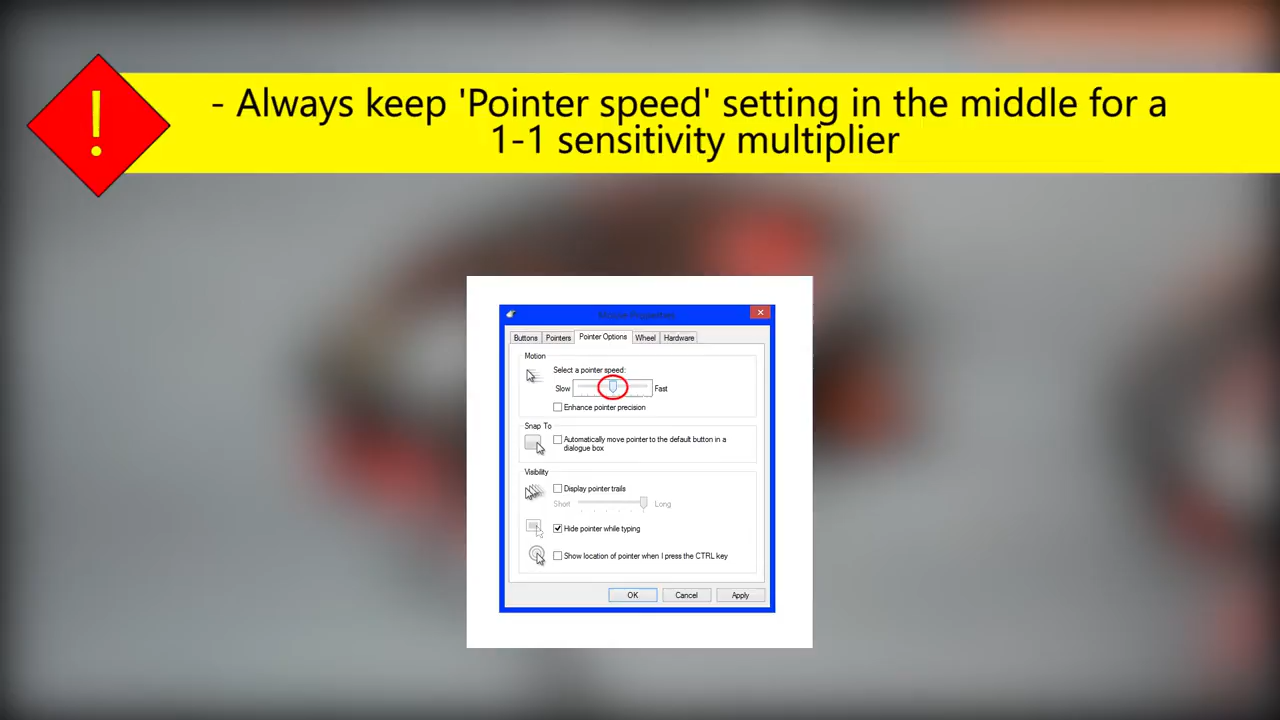 !
- Always keep 'Pointer speed' setting in the middle for a
1-1 sensitivity multiplier
Mouse Properties
Buttons Pointers Pointer Options Wheel Hardware
Motion
Select a pointer speed:
Slow Fast
Enhance pointer precision
Snap To
Automatically move pointer to the default button in a
dialogue box
Visibility
Display pointer trails
Short Long
Hide pointer while typing
Show location of pointer when I press the CTRL key
OK Cancel Apply